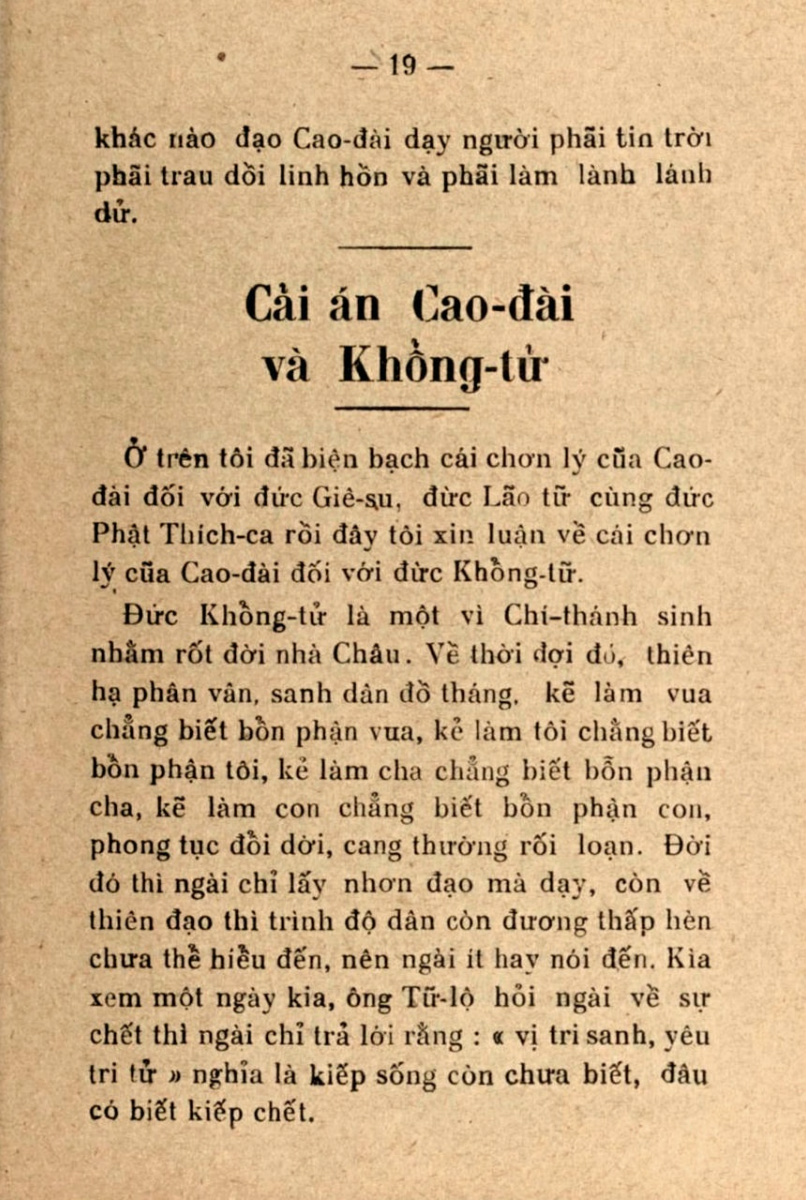 — 19 —
khác nào đạo Cao-đài dạy người phãi tin trời
phãi trau dồi linh hồn và phãi làm lành lánh
dử.
Cải án Cao-đài
và Khổng-tử
Ở trên tôi đã biện bạch cái chơn lý cũa Cao-
đài đối với đức Giê-su, đức Lão tữ cùng đức
Phật Thích-ca rồi đây tôi xin luận về cái chơn
lý cũa Cao-đài đối với đức Khổng-tữ.
Đức Khổng-tử là một vì Chí-thánh sinh
nhằm rốt đời nhà Châu. Về thời đợi đó, thiên
hạ phân vân, sanh dân đồ tháng, kẽ làm vua
chẳng biết bổn phận vua, kẻ làm tôi chẳng biết
bổn phận tôi, kẻ làm cha chẳng biết bổn phận
cha, kẽ làm con chẳng biết bổn phận con,
phong tục đồi dời, cang thường rối loạn. Đời
đó thì ngài chỉ lấy nhơn đạo mà dạy, còn về
thiên đạo thì trình độ dân còn đương thấp hèn
chưa thể hiểu đến, nên ngài ít hay nói đến. Kìa
xem một ngày kia, ông Tữ-lộ hỏi ngài về sự
chết thì ngài chỉ trả lời rằng : « vị tri sanh, yêu
tri tử » nghĩa là kiếp sống còn chưa biết, đâu
có biết kiếp chết.